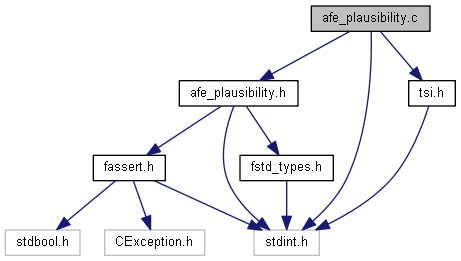 afe_plausibility.c
afe_plausibility.h
tsi.h
fassert.h
fstd_types.h
stdbool.h
CException.h
stdint.h